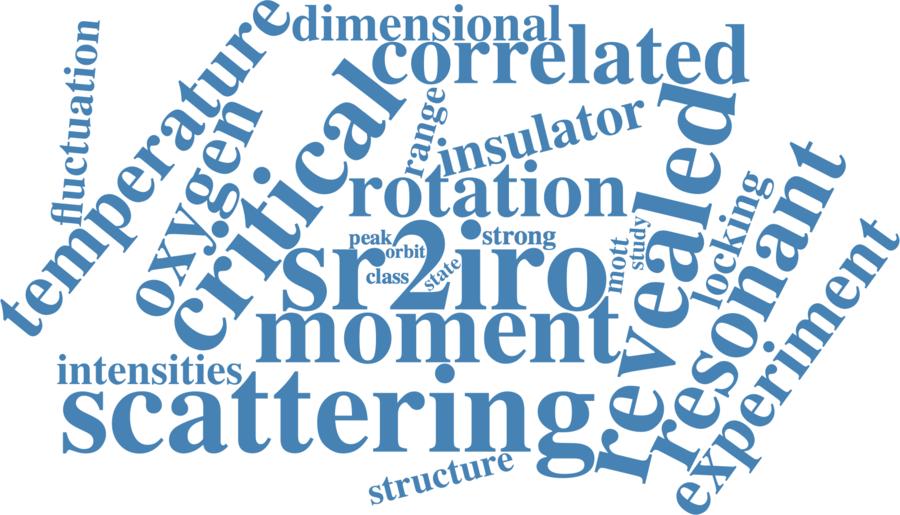 dimensional
correlated
fluctuation
temperature
oxygen
critical
range
insulator
revealed
rotation
locking
resonant
peak
orbit
strong
mott
study
sr2iro
class
state
moment
experiment
intensities
scattering
structure